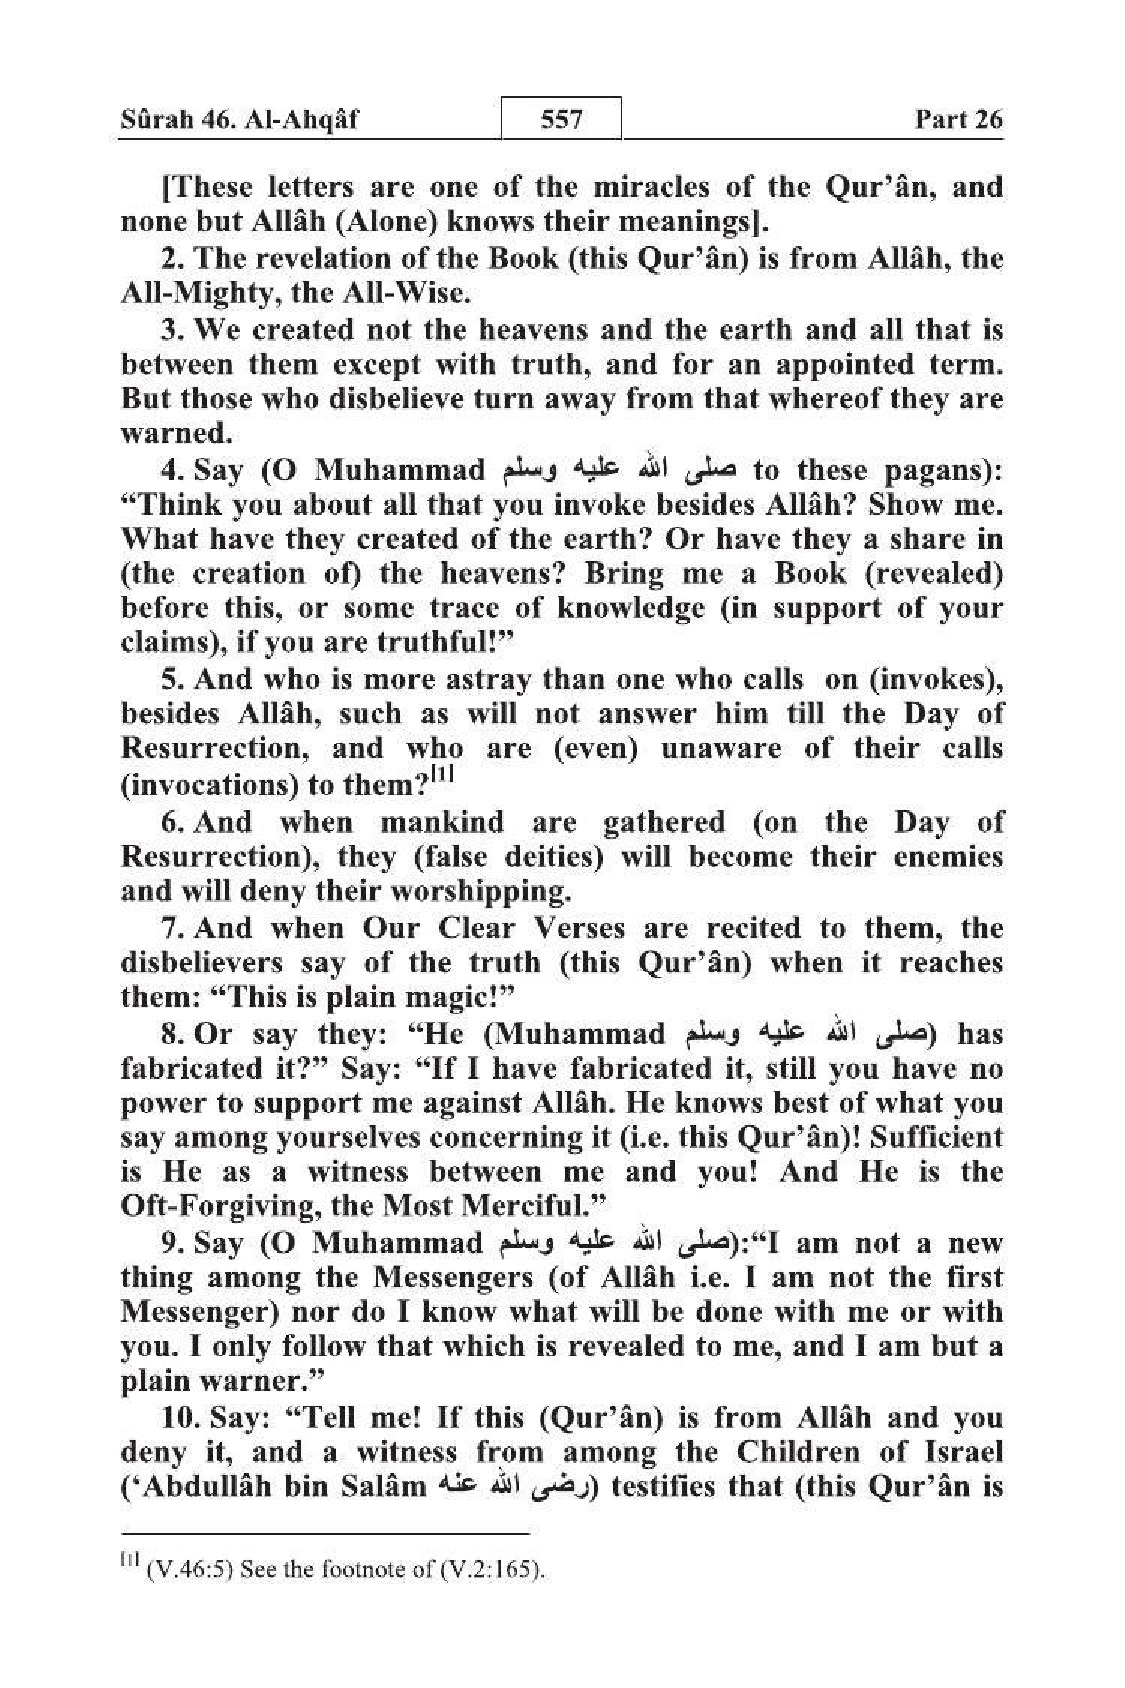 Sûrah 46. Al-Ahqâf 557 Part 26
[These letters are one of the miracles of the Qur’ân, and
none but Allâh (Alone) knows their meanings].
2. The revelation of the Book (this Qur’ân) is from Allâh, the
All-Mighty, the All-Wise.
3. We created not the heavens and the earth and all that is
between them except with truth, and for an appointed term.
But those who disbelieve turn away from that whereof they are
warned.
4. Say (O Muhammad صلى الله عليه وسلم to these pagans):
“Think you about all that you invoke besides Allâh? Show me.
What have they created of the earth? Or have they a share in
(the creation of) the heavens? Bring me a Book (revealed)
before this, or some trace of knowledge (in support of your
claims), if you are truthful!”
5. And who is more astray than one who calls on (invokes),
besides Allâh, such as will not answer him till the Day of
Resurrection, and who are (even) unaware of their calls
(invocations) to them?[1]
6. And when mankind are gathered (on the Day of
Resurrection), they (false deities) will become their enemies
and will deny their worshipping.
7. And when Our Clear Verses are recited to them, the
disbelievers say of the truth (this Qur’ân) when it reaches
them: “This is plain magic!”
8. Or say they: “He (Muhammad صلى الله عليه وسلم) has
fabricated it?” Say: “If I have fabricated it, still you have no
power to support me against Allâh. He knows best of what you
say among yourselves concerning it (i.e. this Qur’ân)! Sufficient
is He as a witness between me and you! And He is the
Oft-Forgiving, the Most Merciful.”
9. Say (O Muhammad صلى الله عليه وسلم):“I am not a new
thing among the Messengers (of Allâh i.e. I am not the first
Messenger) nor do I know what will be done with me or with
you. I only follow that which is revealed to me, and I am but a
plain warner.”
10. Say: “Tell me! If this (Qur’ân) is from Allâh and you
deny it, and a witness from among the Children of Israel
(‘Abdullâh bin Salâm رضى الله عنه) testifies that (this Qur’ân is
[1] (V.46:5) See the footnote of (V.2:165).